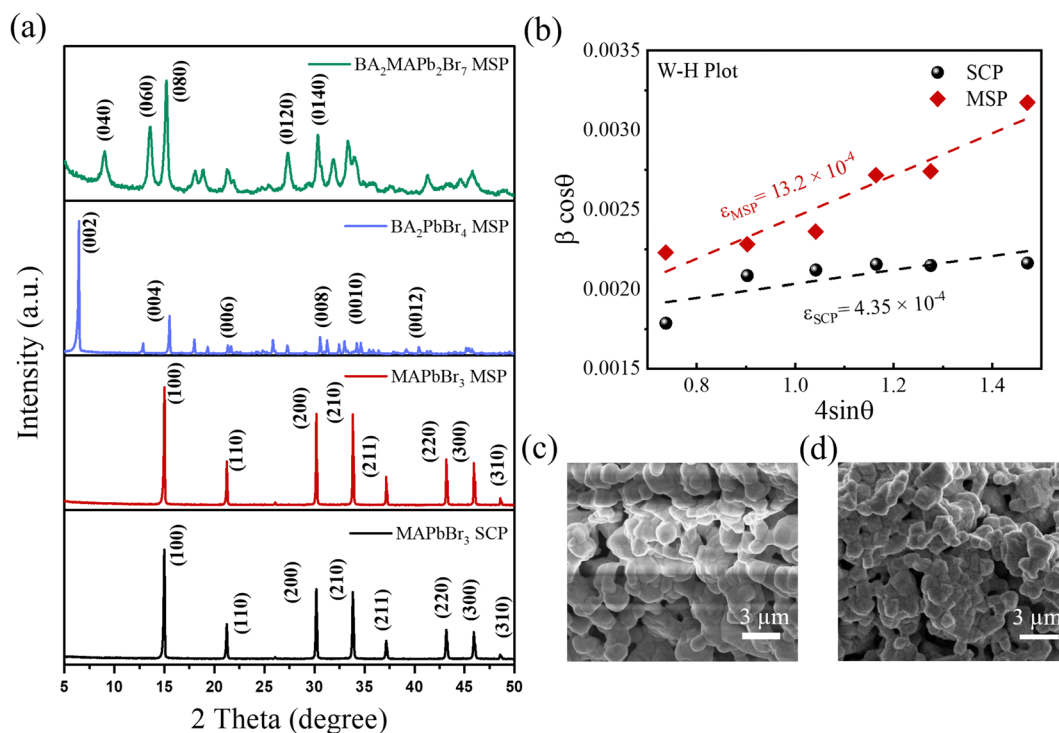 (a)
BA₂MAPb₂Br₇ MSP
(040)
(060)
(080)
(0120)
(0140)
BA₂PbBr₄ MSP
(002)
(004)
(006)
(008)
(0010)
(0012)
MAPbBr₃ MSP
(100)
(110)
(200)
(210)
(211)
(220)
(300)
(310)
MAPbBr₃ SCP
(100)
(110)
(200)
(210)
(211)
(220)
(300)
(310)
Intensity (a.u.)
5 10 15 20 25 30 35 40 45 50
2 Theta (degree)
(b)
W-H Plot
SCP
MSP
ε_MSP = 13.2 × 10⁻⁴
ε_SCP = 4.35 × 10⁻⁴
0.0035
0.0030
0.0025
0.0020
0.0015
β cosθ
0.8 1.0 1.2 1.4
4sinθ
(c)
3 µm
(d)
3 µm